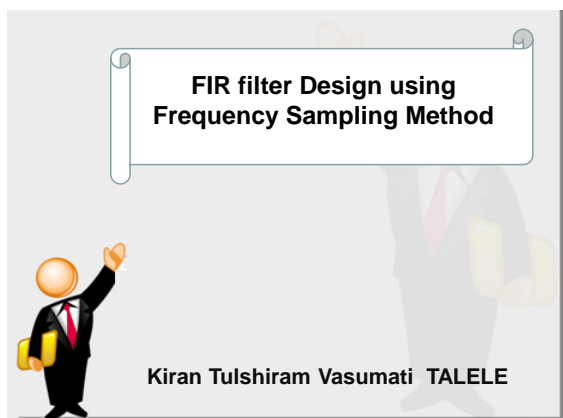 FIR filter Design using
Frequency Sampling Method
Kiran Tulshiram Vasumati TALELE